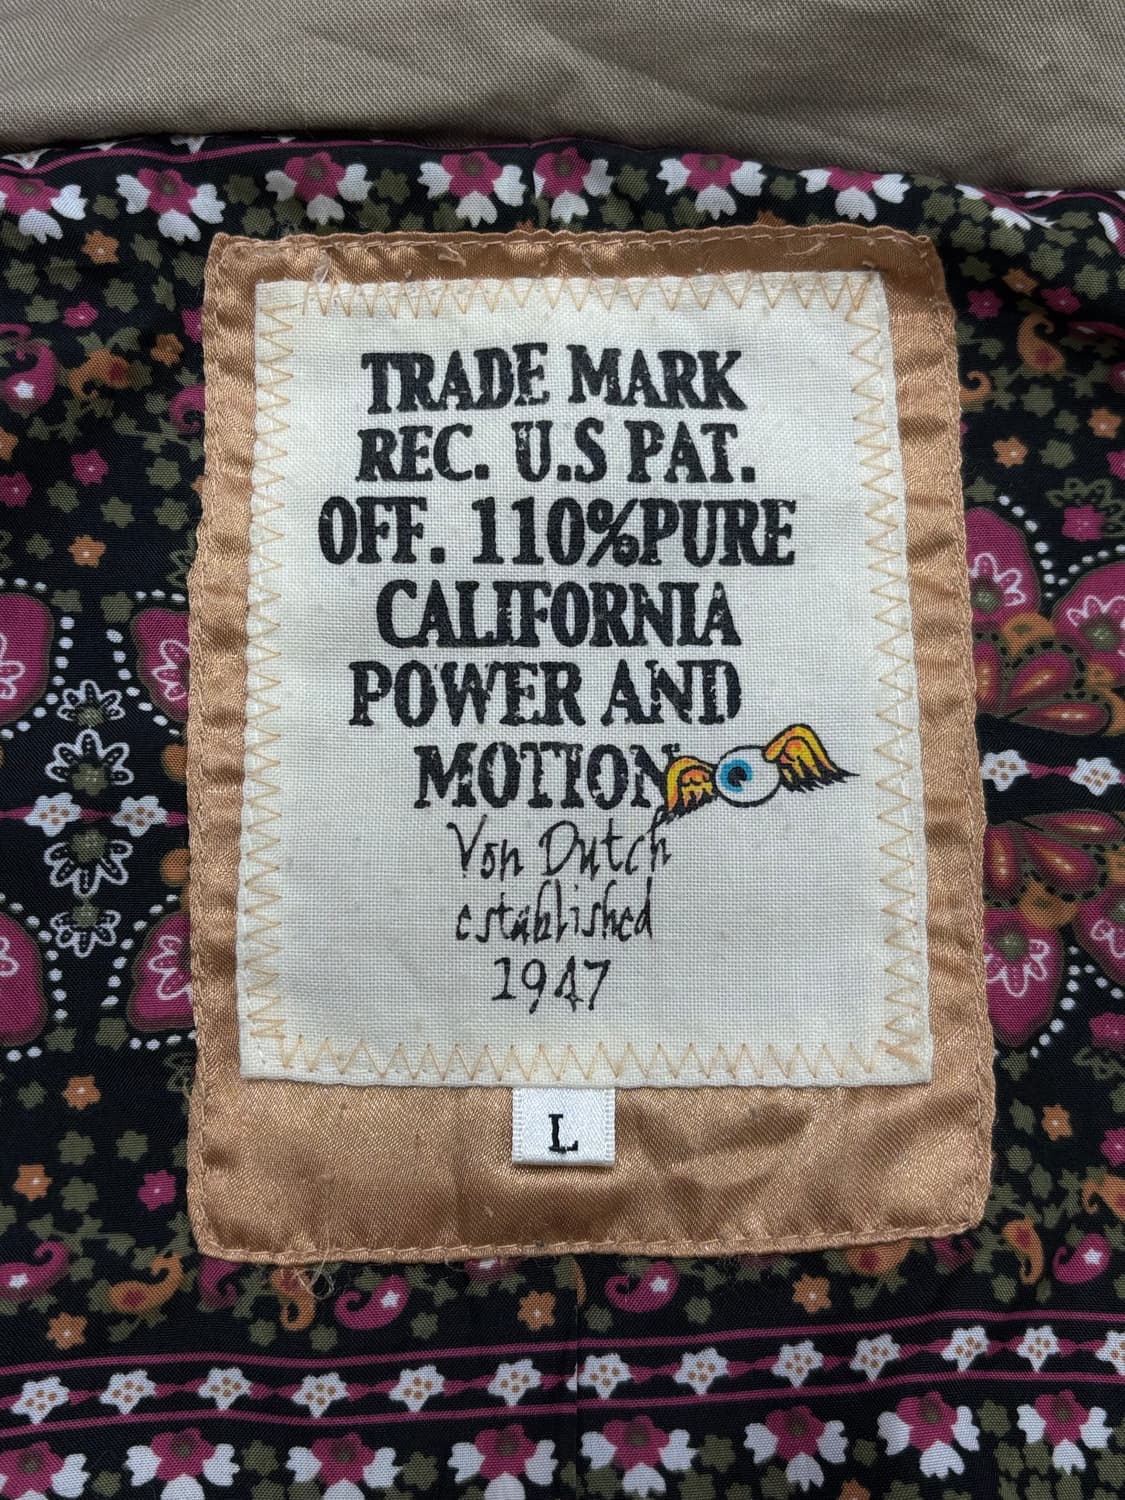 TRADE MARK
REC. U.S PAT.
OFF. 110%PURE
CALIFORNIA
POWER AND
MOTION
Von Dutch
established
1947
L